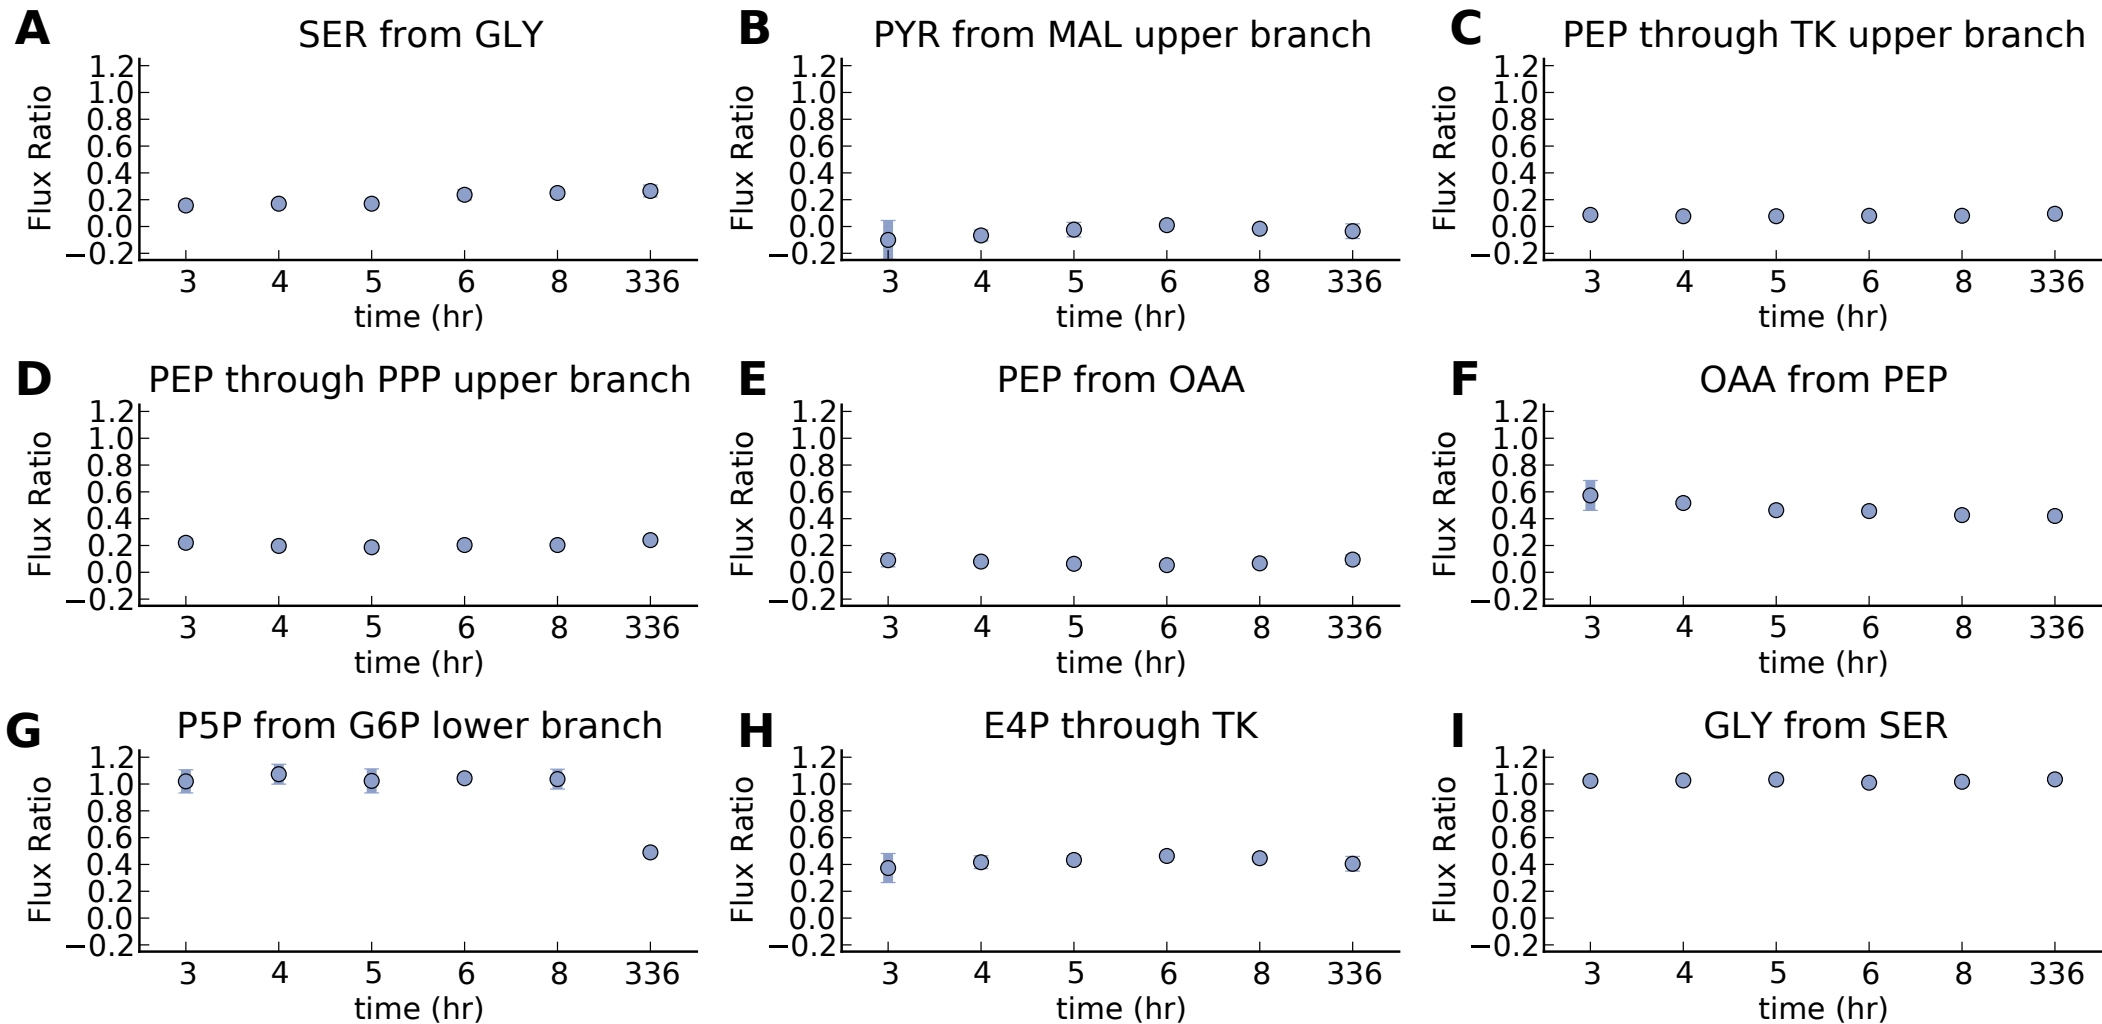 A SER from GLY
Flux Ratio
1.2
1.0
0.8
0.6
0.4
0.2
0.0
−0.2
3 4 5 6 8 336
time (hr)
B PYR from MAL upper branch
Flux Ratio
1.2
1.0
0.8
0.6
0.4
0.2
0.0
−0.2
3 4 5 6 8 336
time (hr)
C PEP through TK upper branch
Flux Ratio
1.2
1.0
0.8
0.6
0.4
0.2
0.0
−0.2
3 4 5 6 8 336
time (hr)
D PEP through PPP upper branch
Flux Ratio
1.2
1.0
0.8
0.6
0.4
0.2
0.0
−0.2
3 4 5 6 8 336
time (hr)
E PEP from OAA
Flux Ratio
1.2
1.0
0.8
0.6
0.4
0.2
0.0
−0.2
3 4 5 6 8 336
time (hr)
F OAA from PEP
Flux Ratio
1.2
1.0
0.8
0.6
0.4
0.2
0.0
−0.2
3 4 5 6 8 336
time (hr)
G P5P from G6P lower branch
Flux Ratio
1.2
1.0
0.8
0.6
0.4
0.2
0.0
−0.2
3 4 5 6 8 336
time (hr)
H E4P through TK
Flux Ratio
1.2
1.0
0.8
0.6
0.4
0.2
0.0
−0.2
3 4 5 6 8 336
time (hr)
I GLY from SER
Flux Ratio
1.2
1.0
0.8
0.6
0.4
0.2
0.0
−0.2
3 4 5 6 8 336
time (hr)